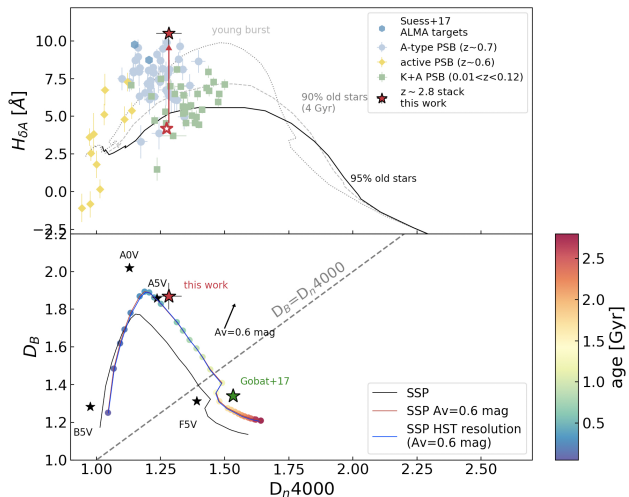 10.0
7.5
5.0
2.5
0.0
−2.5
HδA [Å]
young burst
90% old stars
(4 Gyr)
95% old stars
Suess+17
ALMA targets
A-type PSB (z~0.7)
active PSB (z~0.6)
K+A PSB (0.01<z<0.12)
z ~ 2.8 stack
this work
2.2
2.0
1.8
1.6
1.4
1.2
1.0
DB
A0V
A5V
this work
B5V
F5V
Av=0.6 mag
DB=Dn4000
Gobat+17
SSP
SSP Av=0.6 mag
SSP HST resolution
(Av=0.6 mag)
1.00
1.25
1.50
1.75
2.00
2.25
2.50
Dn4000
2.5
2.0
1.5
1.0
0.5
age [Gyr]